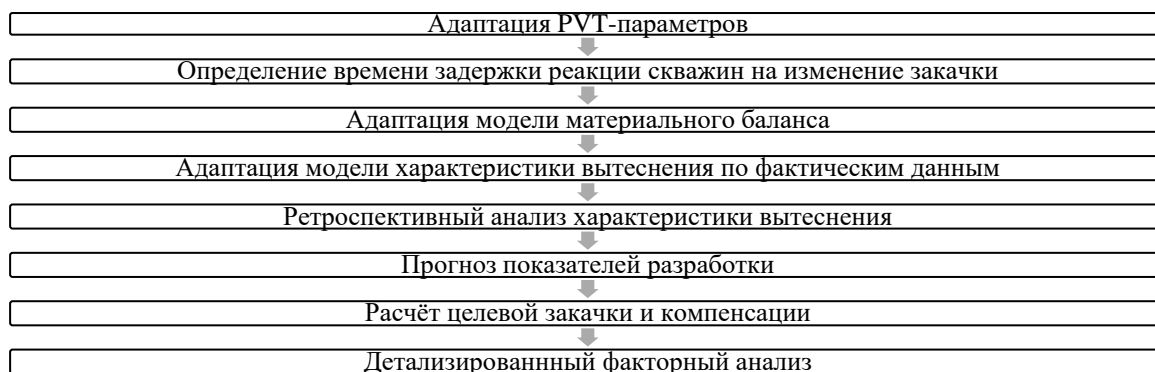 Адаптация PVT-параметров
Определение времени задержки реакции скважин на изменение закачки
Адаптация модели материального баланса
Адаптация модели характеристики вытеснения по фактическим данным
Ретроспективный анализ характеристики вытеснения
Прогноз показателей разработки
Расчёт целевой закачки и компенсации
Детализированнный факторный анализ